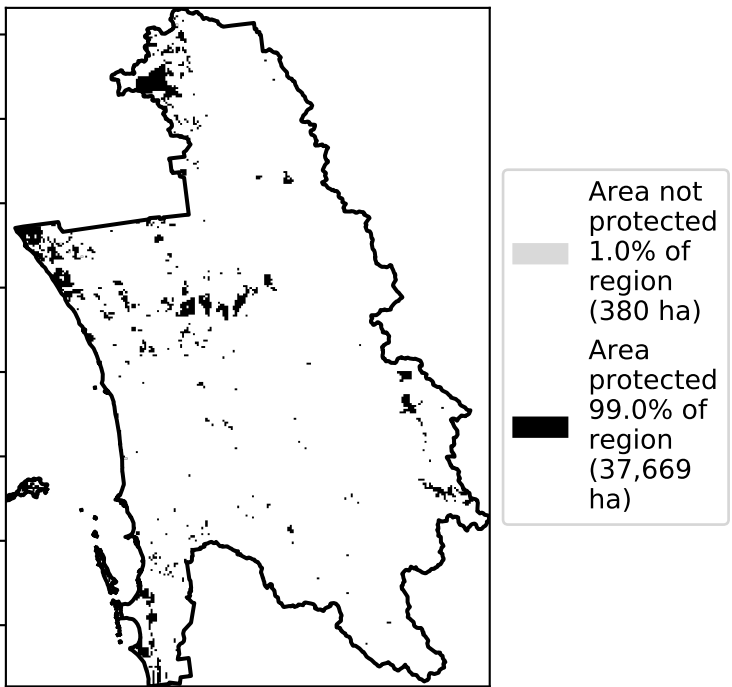 Area not
protected
1.0% of
region
(380 ha)
Area
protected
99.0% of
region
(37,669
ha)